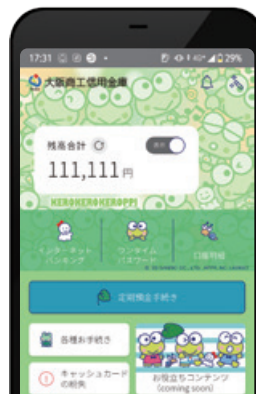 17:31
4G+ 29%
大阪商工信用金庫
残高合計
表示
111,111 円
KEROKEROKEROPPI
インターネット
バンキング
ワンタイム
パスワード
口座明細
定期預金手続き
各種お手続き
キャッシュカード
の紛失
お役立ちコンテンツ
(coming soon)